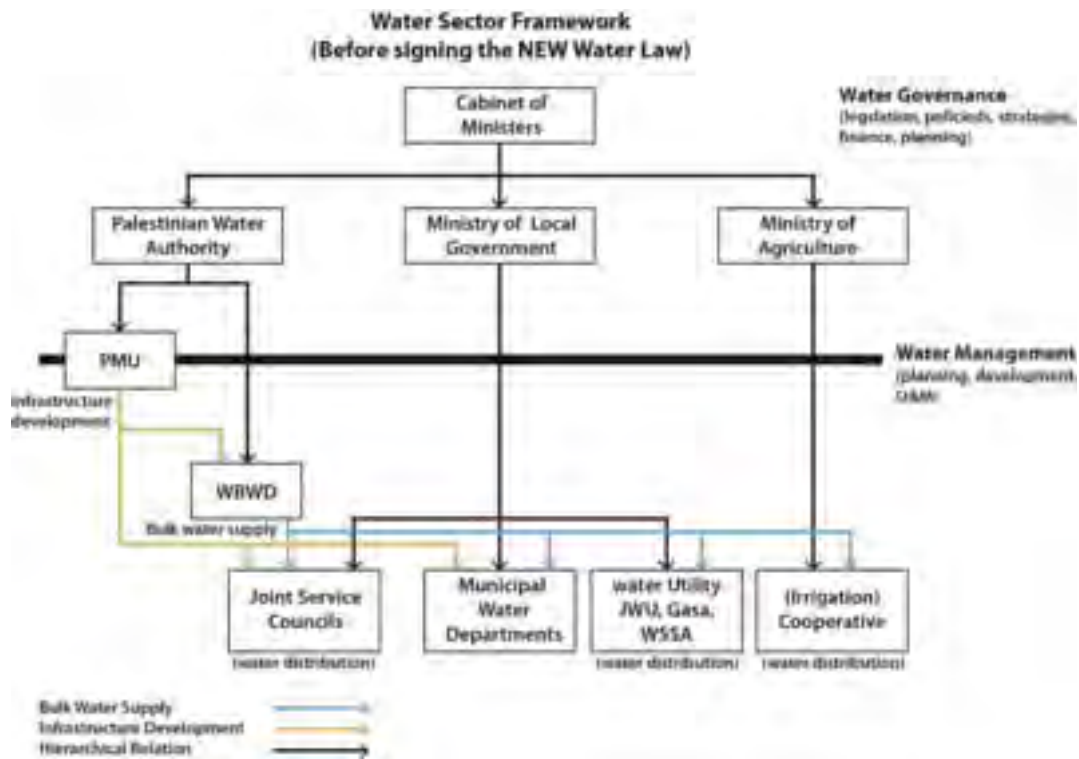 Water Sector Framework
(Before signing the NEW Water Law)
Cabinet of
Ministers
Water Governance
(legislation, policieds, strategies,
finance, planning)
Palestinian Water
Authority
Ministry of Local
Government
Ministry of
Agriculture
PMU
Water Management
(planning, development,
infrastructure
development
WBWD
Bulk water supply
Joint Service
Councils
(water distribution)
Municipal
Water
Departments
water Utility
JWU, Gasa,
WSSA
(water distribution)
(Irrigation)
Cooperative
(water distribution)
Bulk Water Supply
Infrastructure Development
Hierarchical Relation